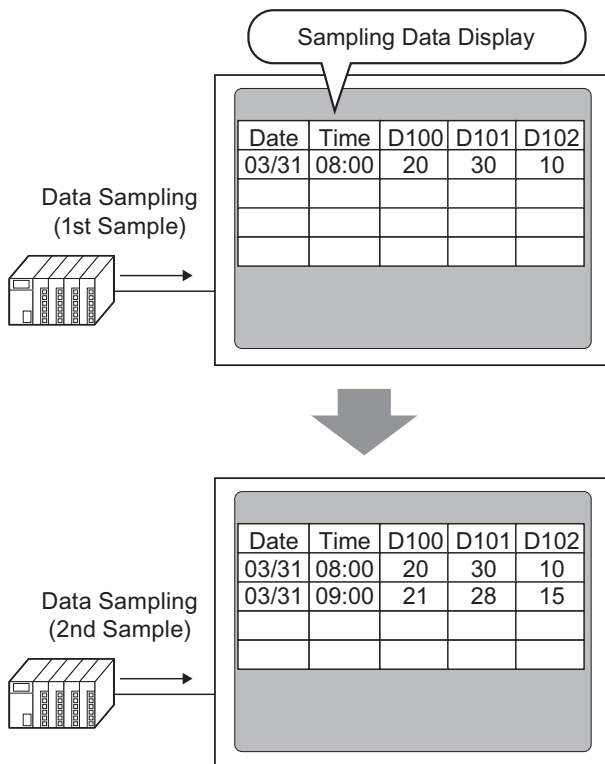 Sampling Data Display
Date Time D100 D101 D102
03/31 08:00 20 30 10
Data Sampling
(1st Sample)
Date Time D100 D101 D102
03/31 08:00 20 30 10
03/31 09:00 21 28 15
Data Sampling
(2nd Sample)